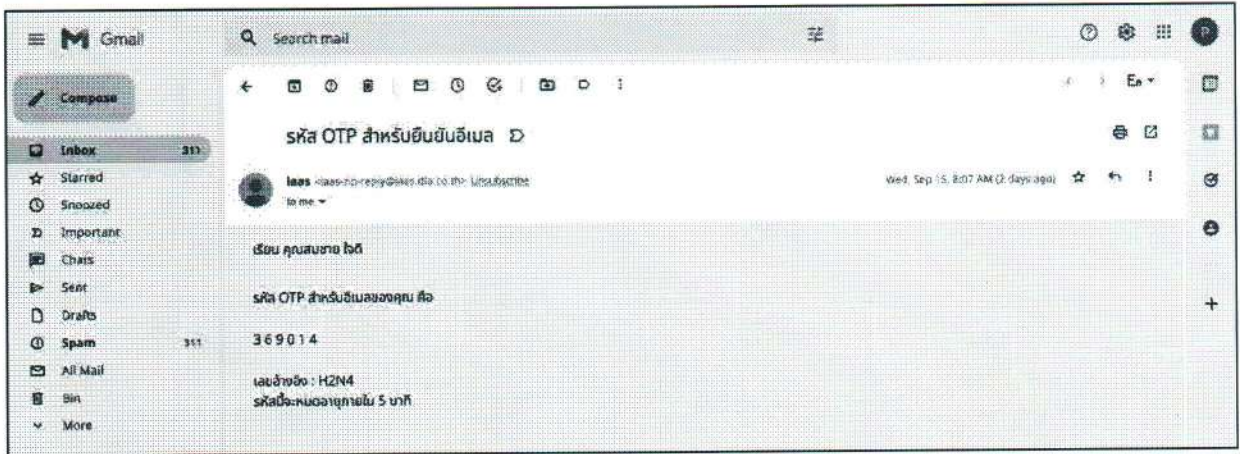 Gmail
Search mail
Compose
En
รหัส OTP สำหรับยืนยันอีเมล
Inbox 311
Starred
laas Unsubscribe
Wed, Sep 15, 8:07 AM (2 days ago)
to me
Snoozed
Important
Chats
Sent
Drafts
Spam 311
All Mail
Bin
More
เรียน คุณสมชาย ใจดี
รหัส OTP สำหรับอีเมลของคุณ คือ
369014
เลขอ้างอิง : H2N4
รหัสนี้จะหมดอายุภายใน 5 นาที